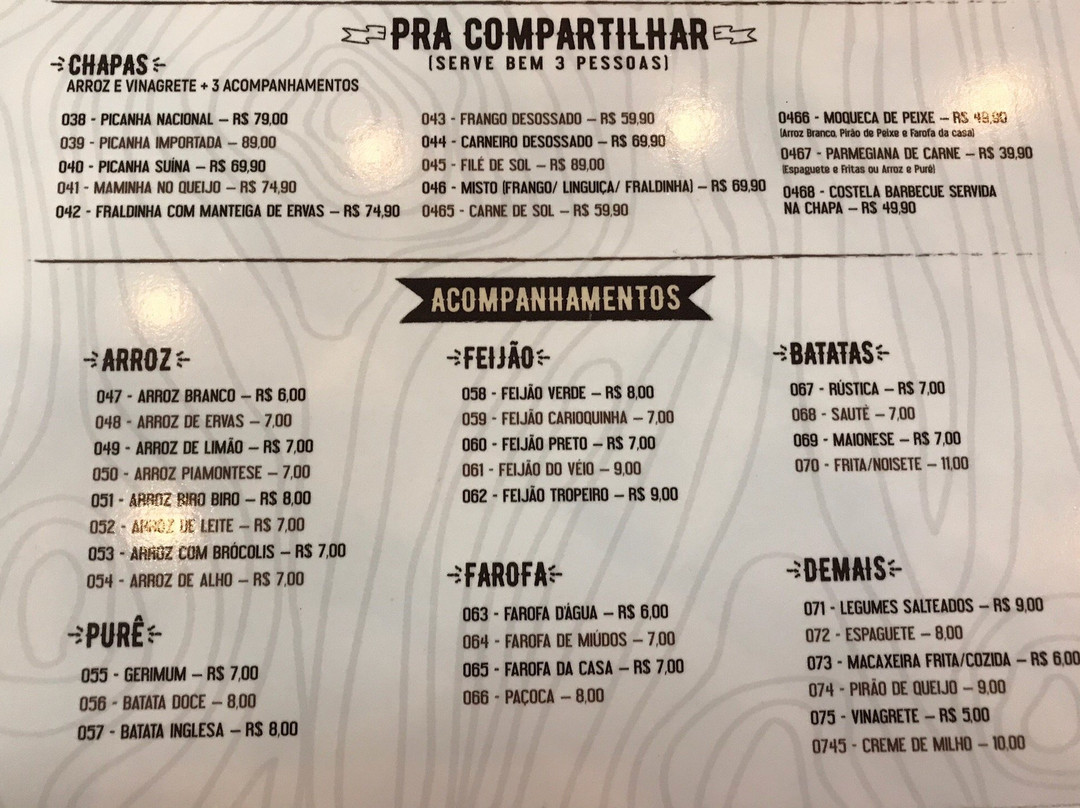 PRA COMPARTILHAR
(SERVE BEM 3 PESSOAS)
CHAPAS
ARROZ E VINAGRETE + 3 ACOMPANHAMENTOS
038 - PICANHA NACIONAL – R$ 79,00
039 - PICANHA IMPORTADA – 89,00
040 - PICANHA SUÍNA – R$ 69,90
041 - MAMINHA NO QUEIJO – R$ 74,90
042 - FRALDINHA COM MANTEIGA DE ERVAS – R$ 74,90
043 - FRANGO DESOSSADO – R$ 59,90
044 - CARNEIRO DESOSSADO – R$ 69,90
045 - FILÉ DE SOL – R$ 89,00
046 - MISTO (FRANGO/ LINGUIÇA/ FRALDINHA) – R$ 69,90
0465 - CARNE DE SOL – R$ 59,90
0466 - MOQUECA DE PEIXE – R$ 49,90
(Arroz Branco, Pirão de Peixe e Farofa da casa)
0467 - PARMEGIANA DE CARNE – R$ 39,90
(Espaguete e Fritas ou Arroz e Purê)
0468 - COSTELA BARBECUE SERVIDA
NA CHAPA – R$ 49,90
ACOMPANHAMENTOS
ARROZ
047 - ARROZ BRANCO – R$ 6,00
048 - ARROZ DE ERVAS – 7,00
049 - ARROZ DE LIMÃO – R$ 7,00
050 - ARROZ PIAMONTESE – 7,00
051 - ARROZ BIRO BIRO – R$ 8,00
052 - ARROZ DE LEITE – R$ 7,00
053 - ARROZ COM BRÓCOLIS – R$ 7,00
054 - ARROZ DE ALHO – R$ 7,00
PURÊ
055 - GERIMUM – R$ 7,00
056 - BATATA DOCE – 8,00
057 - BATATA INGLESA – R$ 8,00
FEIJÃO
058 - FEIJÃO VERDE – R$ 8,00
059 - FEIJÃO CARIOQUINHA – 7,00
060 - FEIJÃO PRETO – R$ 7,00
061 - FEIJÃO DO VÉIO – 9,00
062 - FEIJÃO TROPEIRO – R$ 9,00
FAROFA
063 - FAROFA D'ÁGUA – R$ 6,00
064 - FAROFA DE MIÚDOS – 7,00
065 - FAROFA DA CASA – R$ 7,00
066 - PAÇOCA – 8,00
BATATAS
067 - RÚSTICA – R$ 7,00
068 - SAUTÈ – 7,00
069 - MAIONESE – R$ 7,00
070 - FRITA/NOISETE – 11,00
DEMAIS
071 - LEGUMES SALTEADOS – R$ 9,00
072 - ESPAGUETE – 8,00
073 - MACAXEIRA FRITA/COZIDA – R$ 6,00
074 - PIRÃO DE QUEIJO – 9,00
075 - VINAGRETE – R$ 5,00
0745 - CREME DE MILHO – 10,00